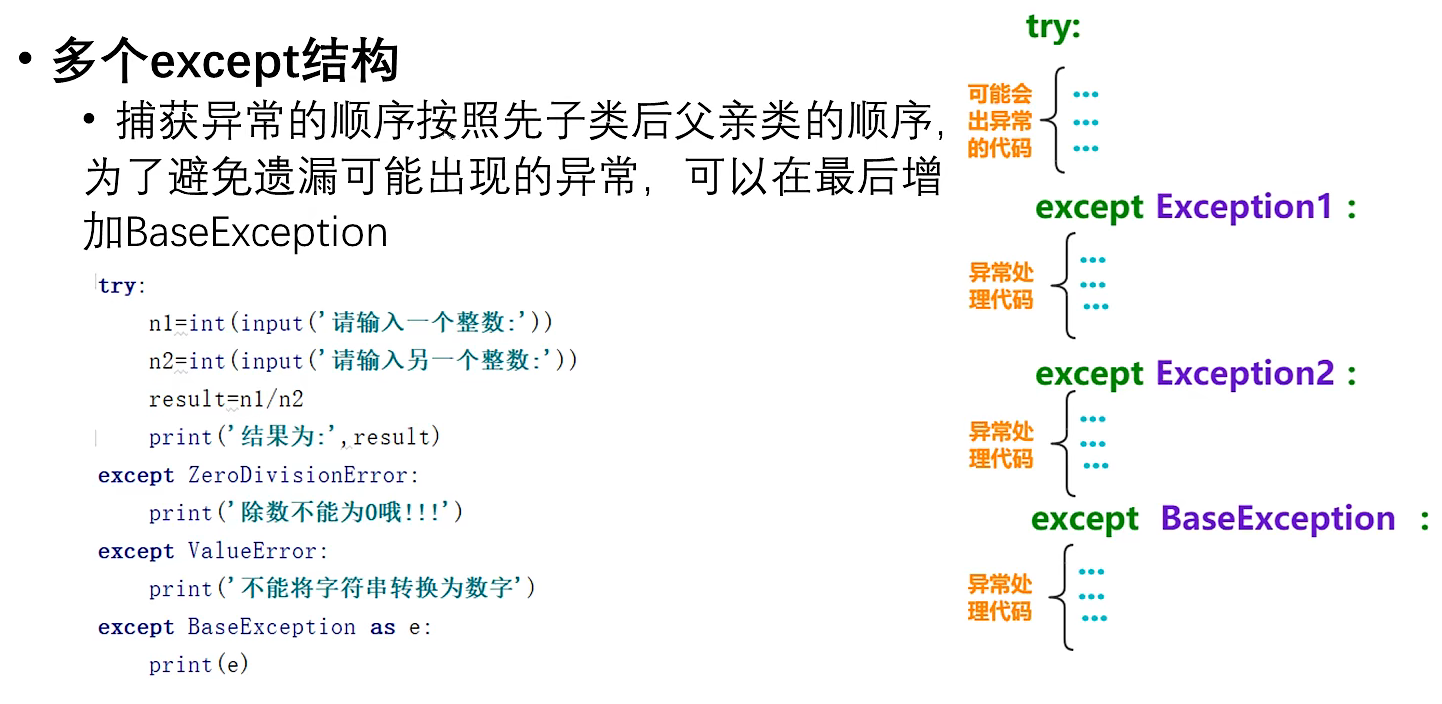 • 多个except结构
• 捕获异常的顺序按照先子类后父亲类的顺序,
为了避免遗漏可能出现的异常，可以在最后增
加BaseException
try:
    n1=int(input('请输入一个整数:'))
    n2=int(input('请输入另一个整数:'))
    result=n1/n2
    print('结果为:',result)
except ZeroDivisionError:
    print('除数不能为0哦!!!')
except ValueError:
    print('不能将字符串转换为数字')
except BaseException as e:
    print(e)
try:
可能会
出异常
的代码
...
...
...
except Exception1 :
异常处
理代码
...
...
...
except Exception2 :
异常处
理代码
...
...
...
except BaseException :
异常处
理代码
...
...
...